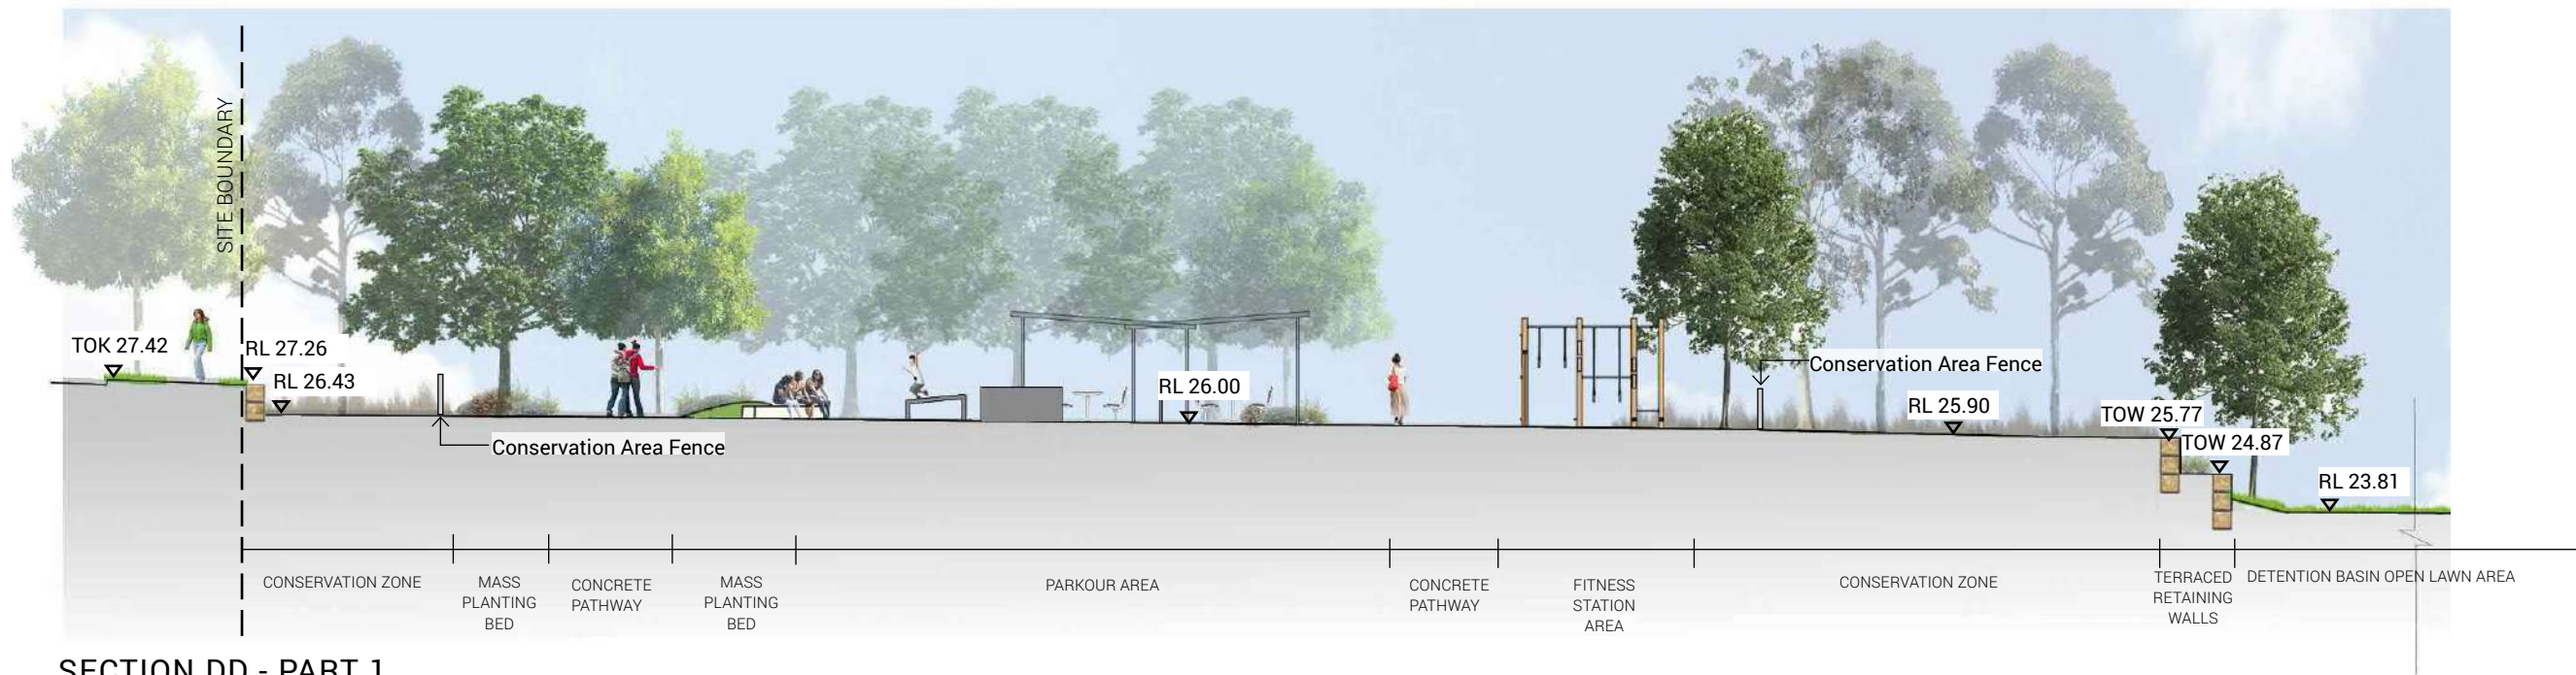 SITE BOUNDARY
TOK 27.42
RL 27.26
RL 26.43
Conservation Area Fence
RL 26.00
Conservation Area Fence
RL 25.90
TOW 25.77
TOW 24.87
RL 23.81
CONSERVATION ZONE
MASS
PLANTING
BED
CONCRETE
PATHWAY
MASS
PLANTING
BED
PARKOUR AREA
CONCRETE
PATHWAY
FITNESS
STATION
AREA
CONSERVATION ZONE
TERRACED
RETAINING
WALLS
DETENTION BASIN OPEN LAWN AREA
SECTION DD - PART 1